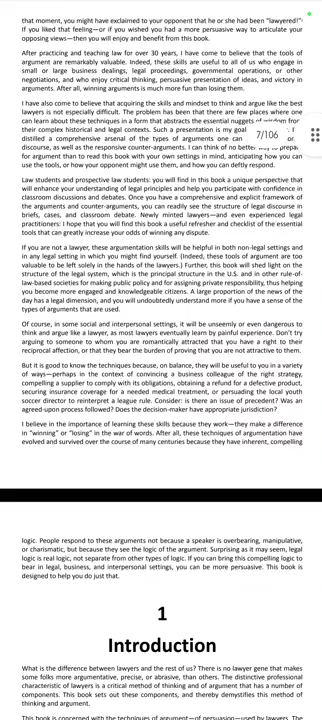 that moment, you might have exclaimed to your opponent that he or she had been "lawyered!"
If you liked that feeling—or if you wished you had a more persuasive way to articulate your
opposing views—then you will enjoy and benefit from this book.
After practicing and teaching law for over 30 years, I have come to believe that the tools of
argument are remarkably valuable. Indeed, these skills are useful to all of us who engage in
small or large business dealings, legal proceedings, governmental operations, or other
negotiations, and who enjoy critical thinking, persuasive presentation of ideas, and victory in
arguments. After all, winning arguments is much more fun than losing them.
I have also come to believe that acquiring the skills and mindset to think and argue like the best
lawyers is not especially difficult. The problem has been that there are few places where one
can learn about these techniques in a form that abstracts the essential nuggets of wisdom from
their complex historical and legal contexts. Such a presentation is my goal
distilled a comprehensive arsenal of the types of arguments one can
discourse, as well as the responsive counter-arguments. I can think of no better way to
for argument than to read this book with your own settings in mind, anticipating how you can
use the tools, or how your opponent might use them, and how you can deftly respond.
7/106
Law students and prospective law students: you will find in this book a unique perspective that
will enhance your understanding of legal principles and help you participate with confidence in
classroom discussions and debates. Once you have a comprehensive and explicit framework of
the arguments and counter-arguments, you can readily see the structure of legal discourse in
briefs, cases, and classroom debate. Newly minted lawyers—and even experienced legal
practitioners: I hope that you will find this book a useful refresher and checklist of the essential
tools that can greatly increase your odds of winning any dispute.
If you are not a lawyer, these argumentation skills will be helpful in both non-legal settings and
in any legal setting in which you might find yourself. (Indeed, these tools of argument are too
valuable to be left solely in the hands of the lawyers.) Further, this book will shed light on the
structure of the legal system, which is the principal structure in the U.S. and in other rule-of-
law-based societies for making public policy and for assigning private responsibility, thus helping
you become more engaged and knowledgeable citizens. A large proportion of the news of the
day has a legal dimension, and you will undoubtedly understand more if you have a sense of the
types of arguments that are used.
Of course, in some social and interpersonal settings, it will be unseemly or even dangerous to
think and argue like a lawyer, as most lawyers eventually learn by painful experience. Don't try
arguing to someone to whom you are romantically attracted that you have a right to their
reciprocal affection, or that they bear the burden of proving that you are not attractive to them.
But it is good to know the techniques because, on balance, they will be useful to you in a variety
of ways—perhaps in the context of convincing a business colleague of the right strategy,
compelling a supplier to comply with its obligations, obtaining a refund for a defective product,
securing insurance coverage for a needed medical treatment, or persuading the local youth
soccer director to reinterpret a league rule. Consider: is there an issue of precedent? Was an
agreed-upon process followed? Does the decision-maker have appropriate jurisdiction?
I believe in the importance of learning these skills because they work—they make a difference
in "winning" or "losing" in the war of words. After all, these techniques of argumentation have
evolved and survived over the course of many centuries because they have inherent, compelling
logic. People respond to these arguments not because a speaker is overbearing, manipulative,
or charismatic, but because they see the logic of the argument. Surprising as it may seem, legal
logic is real logic, not separate from other types of logic. If you can bring this compelling logic to
bear in legal, business, and interpersonal settings, you can be more persuasive. This book is
designed to help you do just that.
1
Introduction
What is the difference between lawyers and the rest of us? There is no lawyer gene that makes
some folks more argumentative, precise, or abrasive, than others. The distinctive professional
characteristic of lawyers is a critical method of thinking and of argument that has a number of
components. This book sets out these components, and thereby demystifies this method of
thinking and argument.
This book is concerned with the techniques of argument—of persuasion—used by lawyers. The